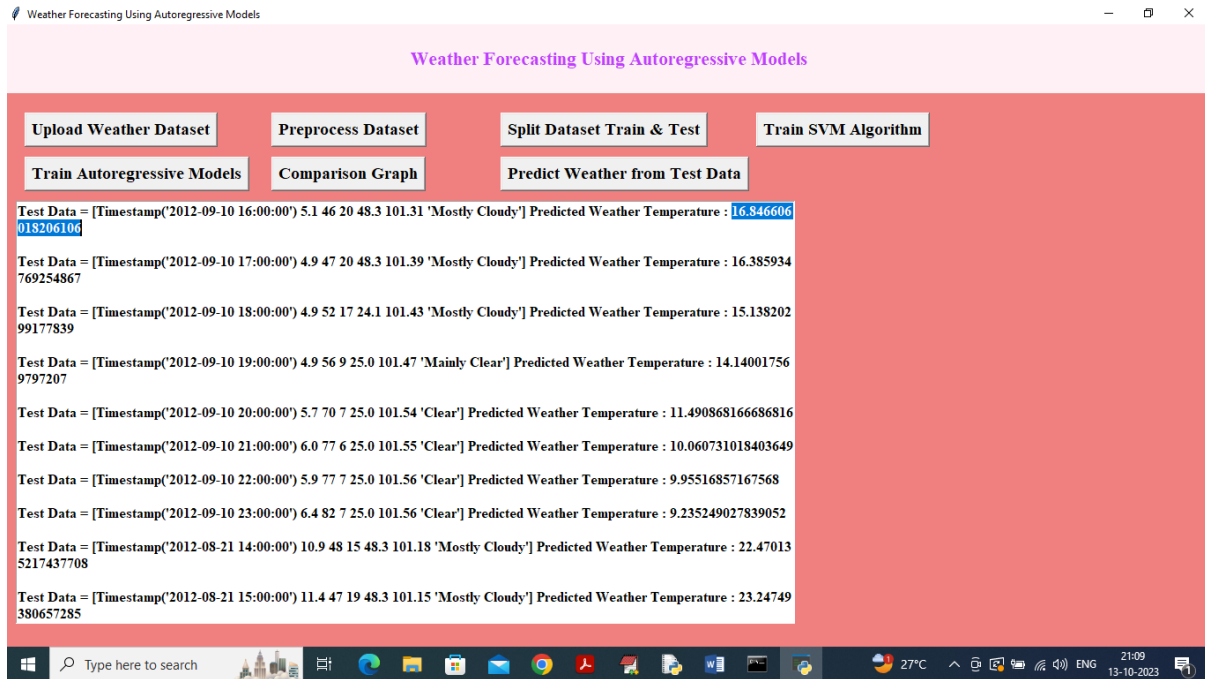 Weather Forecasting Using Autoregressive Models
Weather Forecasting Using Autoregressive Models
Upload Weather Dataset Preprocess Dataset Split Dataset Train & Test Train SVM Algorithm
Train Autoregressive Models Comparison Graph Predict Weather from Test Data
Test Data = [Timestamp('2012-09-10 16:00:00') 5.1 46 20 48.3 101.31 'Mostly Cloudy'] Predicted Weather Temperature : 16.846606
018206106
Test Data = [Timestamp('2012-09-10 17:00:00') 4.9 47 20 48.3 101.39 'Mostly Cloudy'] Predicted Weather Temperature : 16.385934
769254867
Test Data = [Timestamp('2012-09-10 18:00:00') 4.9 52 17 24.1 101.43 'Mostly Cloudy'] Predicted Weather Temperature : 15.138202
99177839
Test Data = [Timestamp('2012-09-10 19:00:00') 4.9 56 9 25.0 101.47 'Mainly Clear'] Predicted Weather Temperature : 14.14001756
9797207
Test Data = [Timestamp('2012-09-10 20:00:00') 5.7 70 7 25.0 101.54 'Clear'] Predicted Weather Temperature : 11.490868166686816
Test Data = [Timestamp('2012-09-10 21:00:00') 6.0 77 6 25.0 101.55 'Clear'] Predicted Weather Temperature : 10.060731018403649
Test Data = [Timestamp('2012-09-10 22:00:00') 5.9 77 7 25.0 101.56 'Clear'] Predicted Weather Temperature : 9.95516857167568
Test Data = [Timestamp('2012-09-10 23:00:00') 6.4 82 7 25.0 101.56 'Clear'] Predicted Weather Temperature : 9.235249027839052
Test Data = [Timestamp('2012-08-21 14:00:00') 10.9 48 15 48.3 101.18 'Mostly Cloudy'] Predicted Weather Temperature : 22.47013
5217437708
Test Data = [Timestamp('2012-08-21 15:00:00') 11.4 47 19 48.3 101.15 'Mostly Cloudy'] Predicted Weather Temperature : 23.24749
380657285
Type here to search 27°C ENG 21:09
13-10-2023